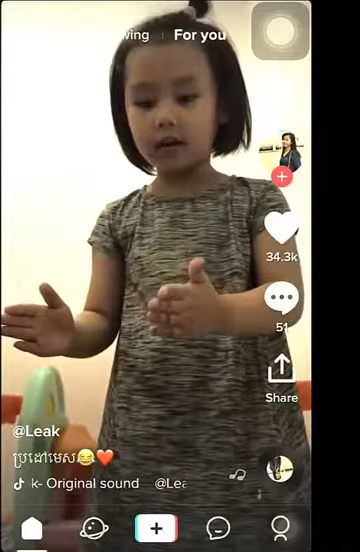 For you
34.3k
51
Share
@Leak
ប្រដៅមេស😂❤️
k- Original sound @Lea